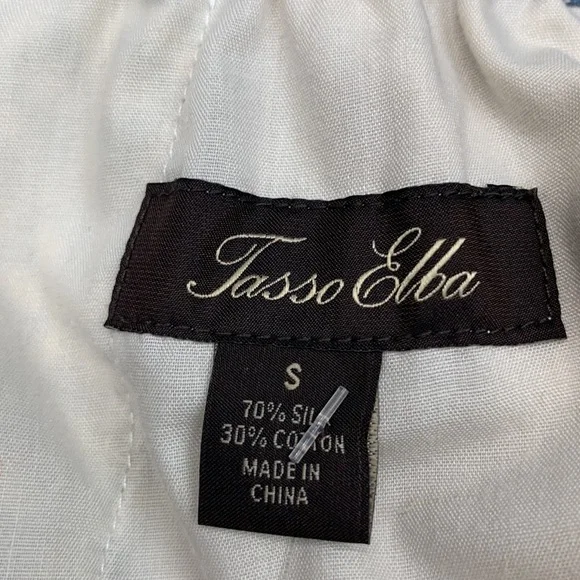 Tasso Elba
S
70% SILK
30% COTTON
MADE IN
CHINA